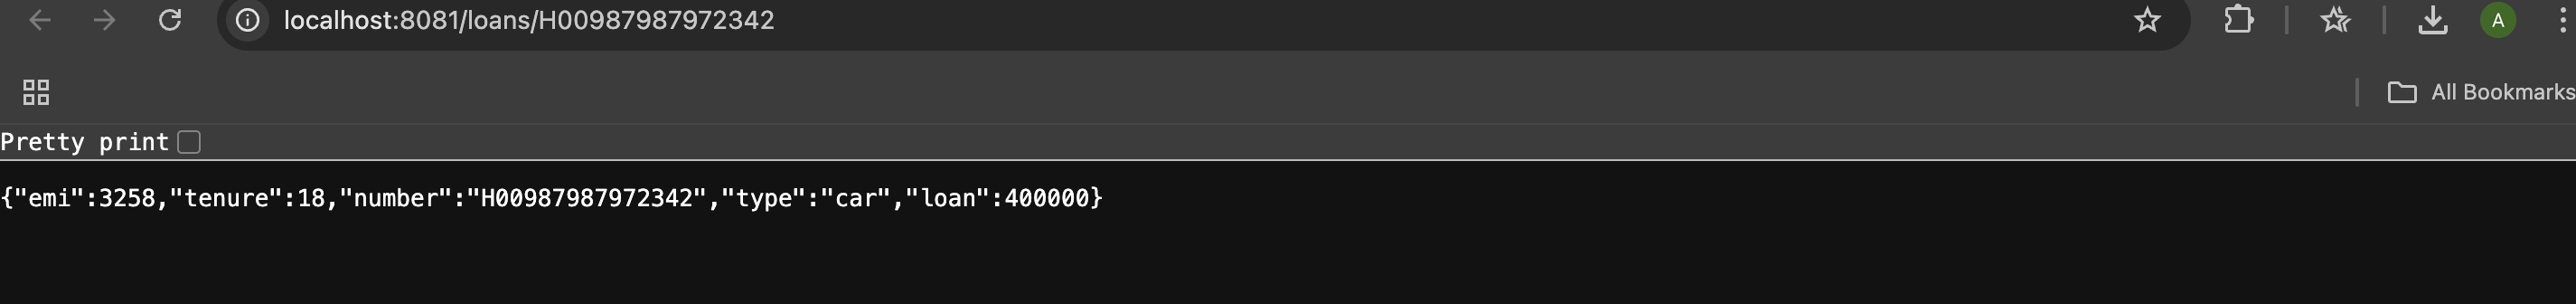 localhost:8081/loans/H00987987972342
A
All Bookmarks
Pretty print
{"emi":3258,"tenure":18,"number":"H00987987972342","type":"car","loan":400000}